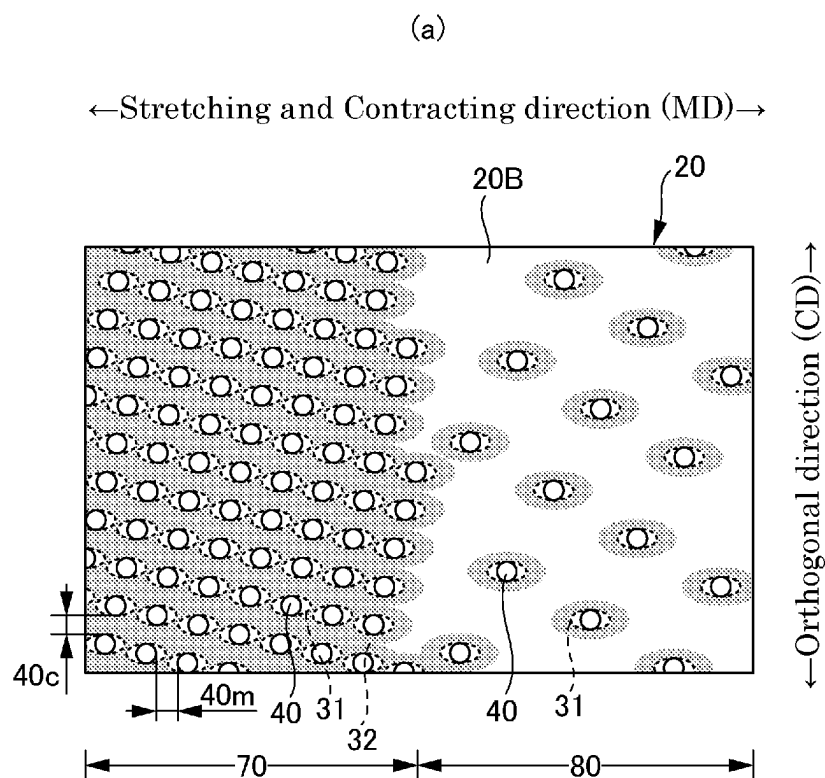 (a)
←Stretching and Contracting direction (MD)→
20B
20
←Orthogonal direction (CD)→
40c
40m
40
31
32
40
31
70
80